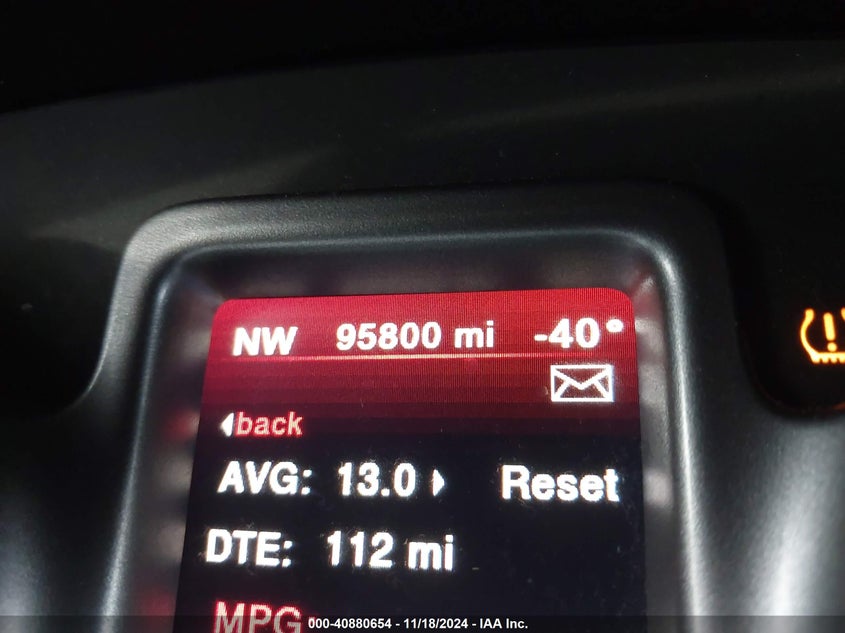 NW 95800 mi -40°
back
AVG: 13.0 Reset
DTE: 112 mi
MPG
000-40880654 - 11/18/2024 - IAA Inc.